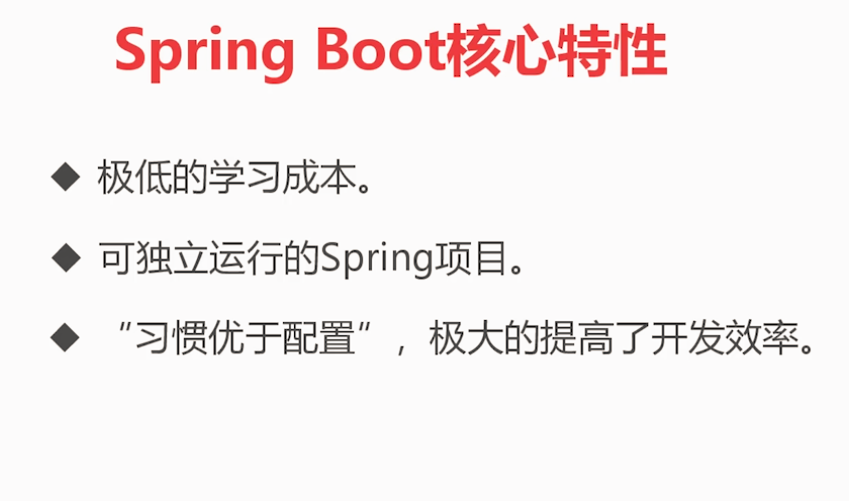 Spring Boot核心特性
◆ 极低的学习成本。
◆ 可独立运行的Spring项目。
◆ “习惯优于配置”，极大的提高了开发效率。